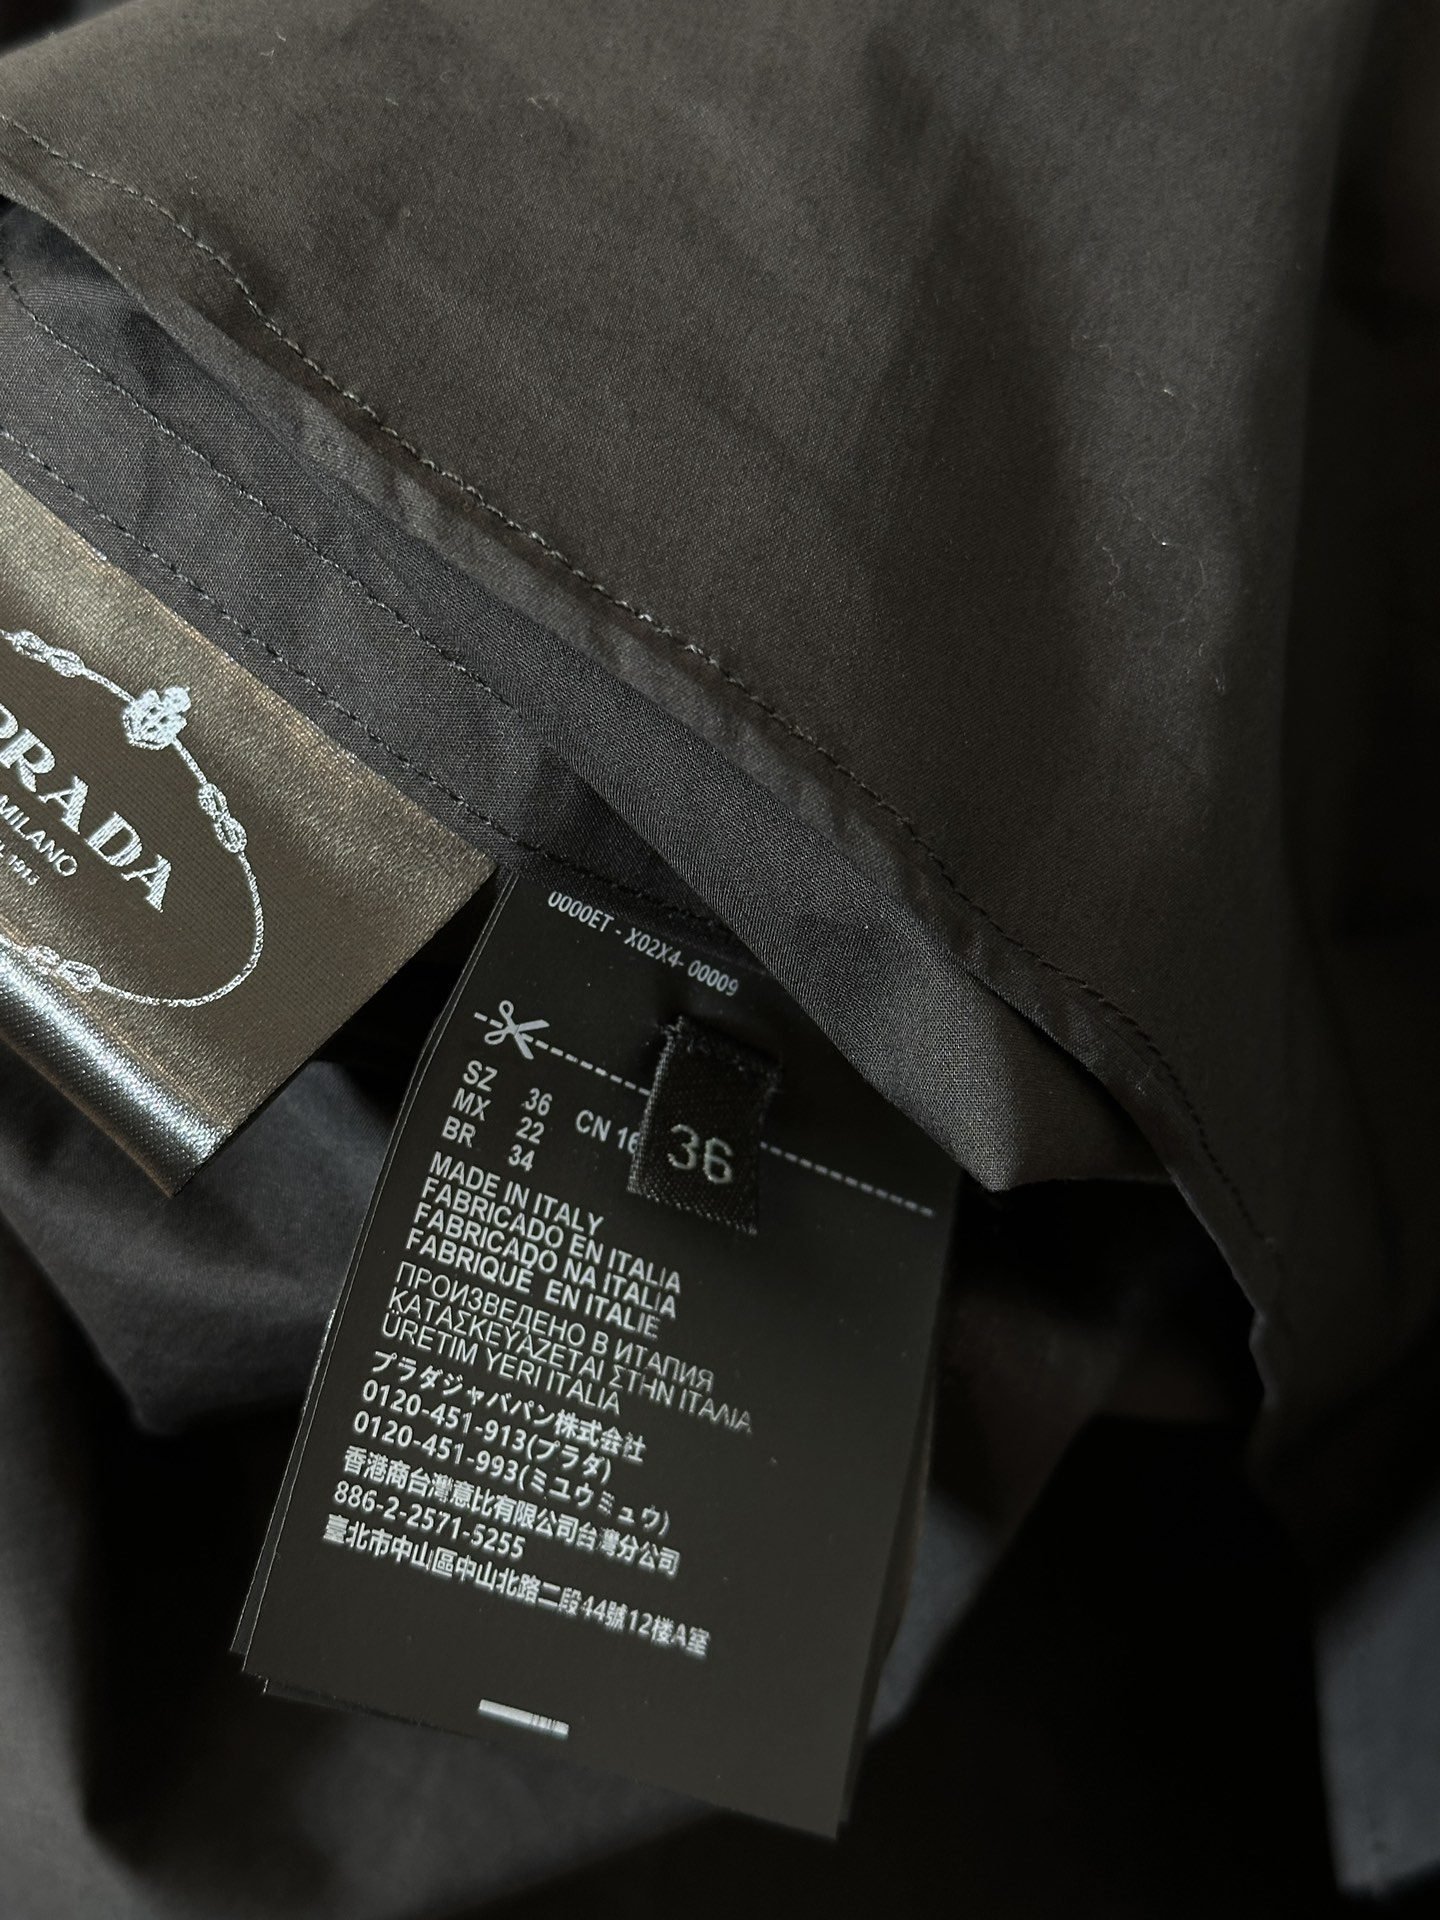 PRADA
MILANO
1913
0000ET - X02X4- 00009
SZ 36 CN 16
MX 22
BR 34
36
MADE IN ITALY
FABRICADO EN ITALIA
FABRICADO NA ITALIA
FABRIQUÉ EN ITALIE
ПРОИЗВЕДЕНО В ИТАПИЯ
ΚΑΤΑΣΚΕΥΑΖΕΤΑΙ ΣΤΗΝ ΙΤΑΛΙΑ
ÜRETIM YERI ITALIA
プラダジャパン株式会社
0120-451-913(プラダ)
0120-451-993(ミユウミュウ)
香港商台灣意比有限公司台灣分公司
886-2-2571-5255
臺北市中山區中山北路二段44號12楼A室